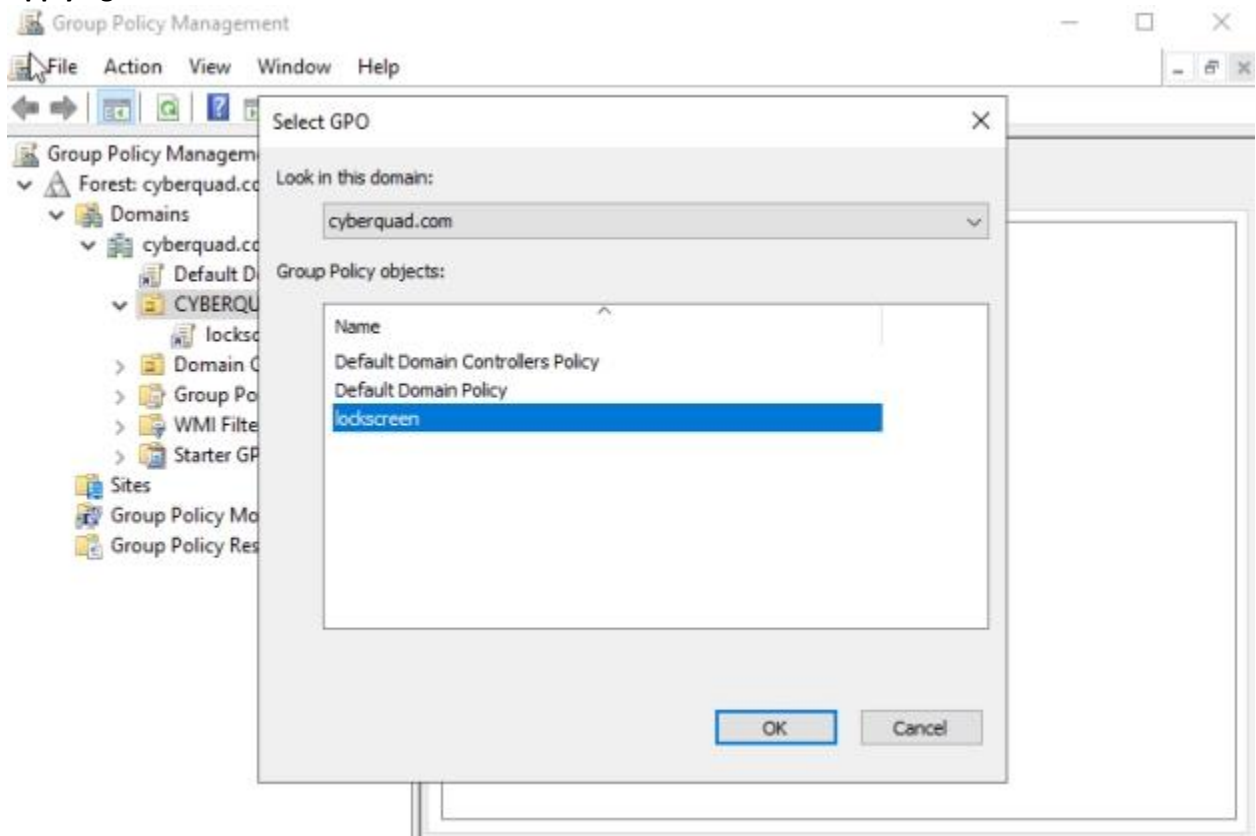 Group Policy Management
File Action View Window Help
Select GPO
Group Policy Managem
Forest: cyberquad.co
Domains
cyberquad.co
Default D
CYBERQU
locksc
Domain C
Group Po
WMI Filte
Starter GP
Sites
Group Policy Mo
Group Policy Res
Look in this domain:
cyberquad.com
Group Policy objects:
Name
Default Domain Controllers Policy
Default Domain Policy
lockscreen
OK Cancel